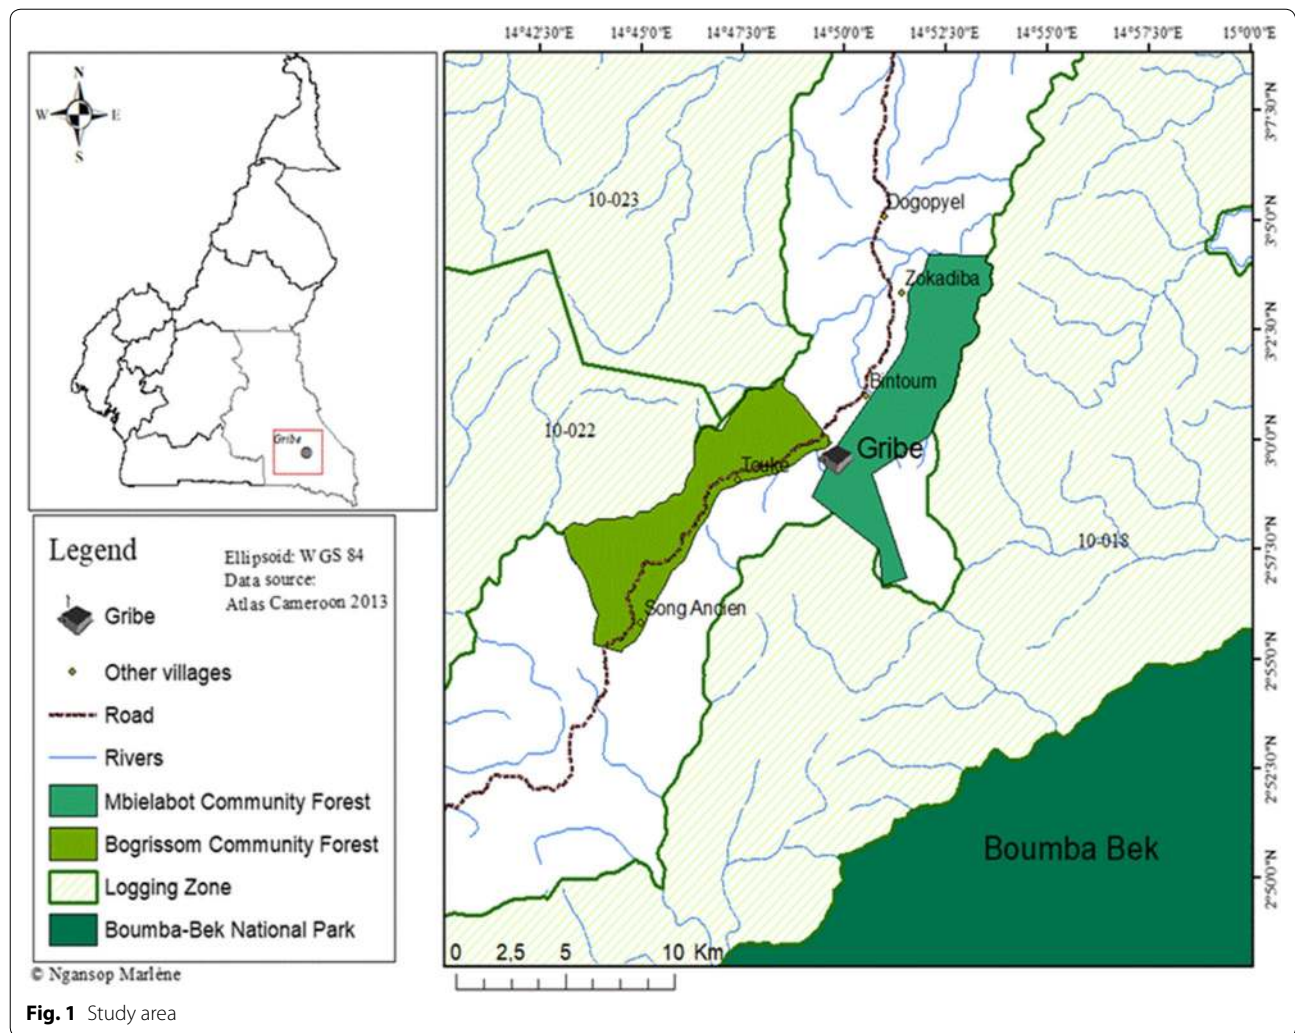 14°42'30"E 14°45'0"E 14°47'30"E 14°50'0"E 14°52'30"E 14°55'0"E 14°57'30"E 15°0'0"E
N
W E
S
Gribe
10-023
Dogopyel
Zokadiba
Bintoum
10-022
Touke
Gribe
10-018
Song Ancien
Boumba Bek
3°7'30"N
3°5'0"N
3°2'30"N
3°0'0"N
2°57'30"N
2°55'0"N
2°52'30"N
2°50'0"N
Legend
Ellipsoid: WGS 84
Data source:
Atlas Cameroon 2013
Gribe
Other villages
Road
Rivers
Mbielabot Community Forest
Bogrissom Community Forest
Logging Zone
Boumba-Bek National Park
0 2,5 5 10 Km
© Ngansop Marlène
Fig. 1 Study area